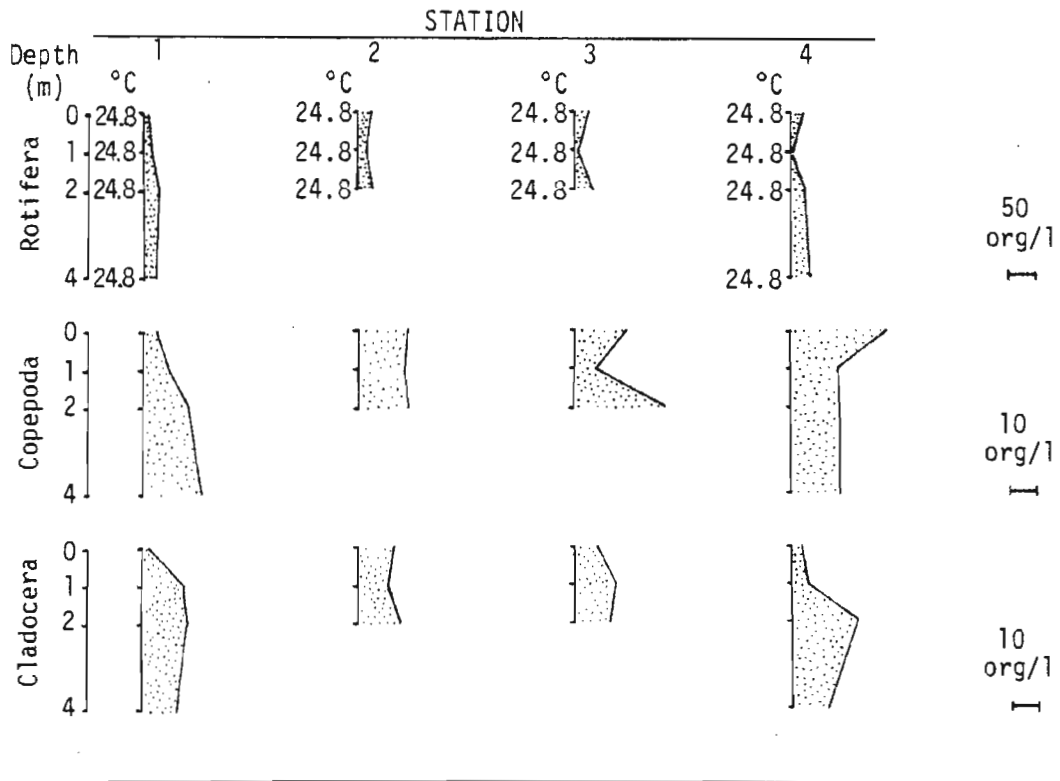 STATION
Depth 1 2 3 4
(m) °C °C °C °C
Rotifera
0 24.8 24.8 24.8 24.8
1 24.8 24.8 24.8 24.8
2 24.8 24.8 24.8 24.8
4 24.8 24.8
50
org/l
Copepoda
0
1
2
4
10
org/l
Cladocera
0
1
2
4
10
org/l